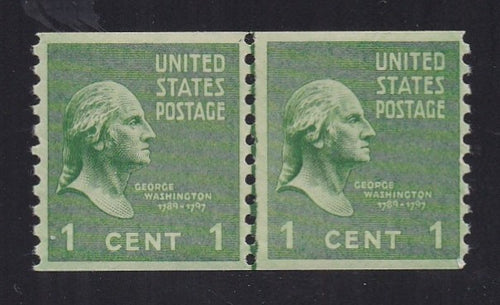 UNITED
STATES
POSTAGE
GEORGE
WASHINGTON
1789-1797
1 CENT 1
UNITED
STATES
POSTAGE
GEORGE
WASHINGTON
1789-1797
1 CENT 1